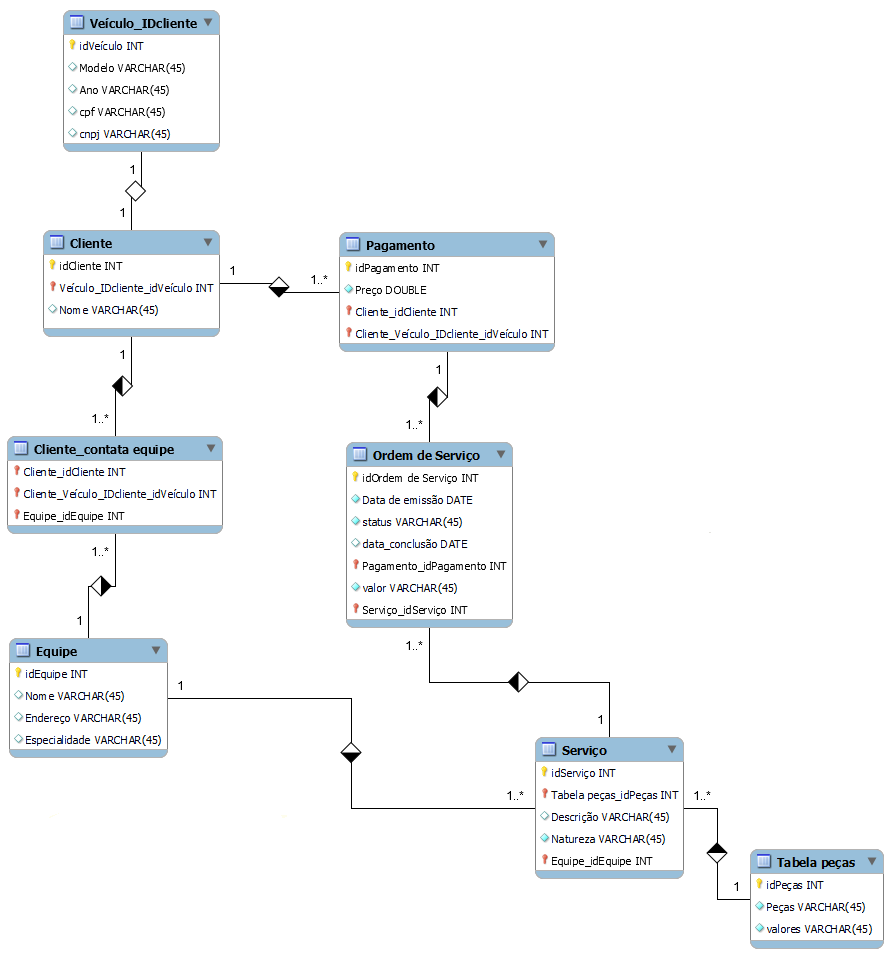 Veículo_IDcliente
idVeículo INT
Modelo VARCHAR(45)
Ano VARCHAR(45)
cpf VARCHAR(45)
cnpj VARCHAR(45)
1
1
Cliente
idCliente INT
Veículo_IDcliente_idVeículo INT
Nome VARCHAR(45)
1
1..*
Pagamento
idPagamento INT
Preço DOUBLE
Cliente_idCliente INT
Cliente_Veículo_IDcliente_idVeículo INT
1
1..*
Cliente_contata equipe
Cliente_idCliente INT
Cliente_Veículo_IDcliente_idVeículo INT
Equipe_idEquipe INT
1
1..*
Ordem de Serviço
idOrdem de Serviço INT
Data de emissão DATE
status VARCHAR(45)
data_conclusão DATE
Pagamento_idPagamento INT
valor VARCHAR(45)
Serviço_idServiço INT
1..*
1
Equipe
idEquipe INT
Nome VARCHAR(45)
Endereço VARCHAR(45)
Especialidade VARCHAR(45)
1
1..*
1..*
1
Serviço
idServiço INT
Tabela peças_idPeças INT
Descrição VARCHAR(45)
Natureza VARCHAR(45)
Equipe_idEquipe INT
1..*
1
Tabela peças
idPeças INT
Peças VARCHAR(45)
valores VARCHAR(45)